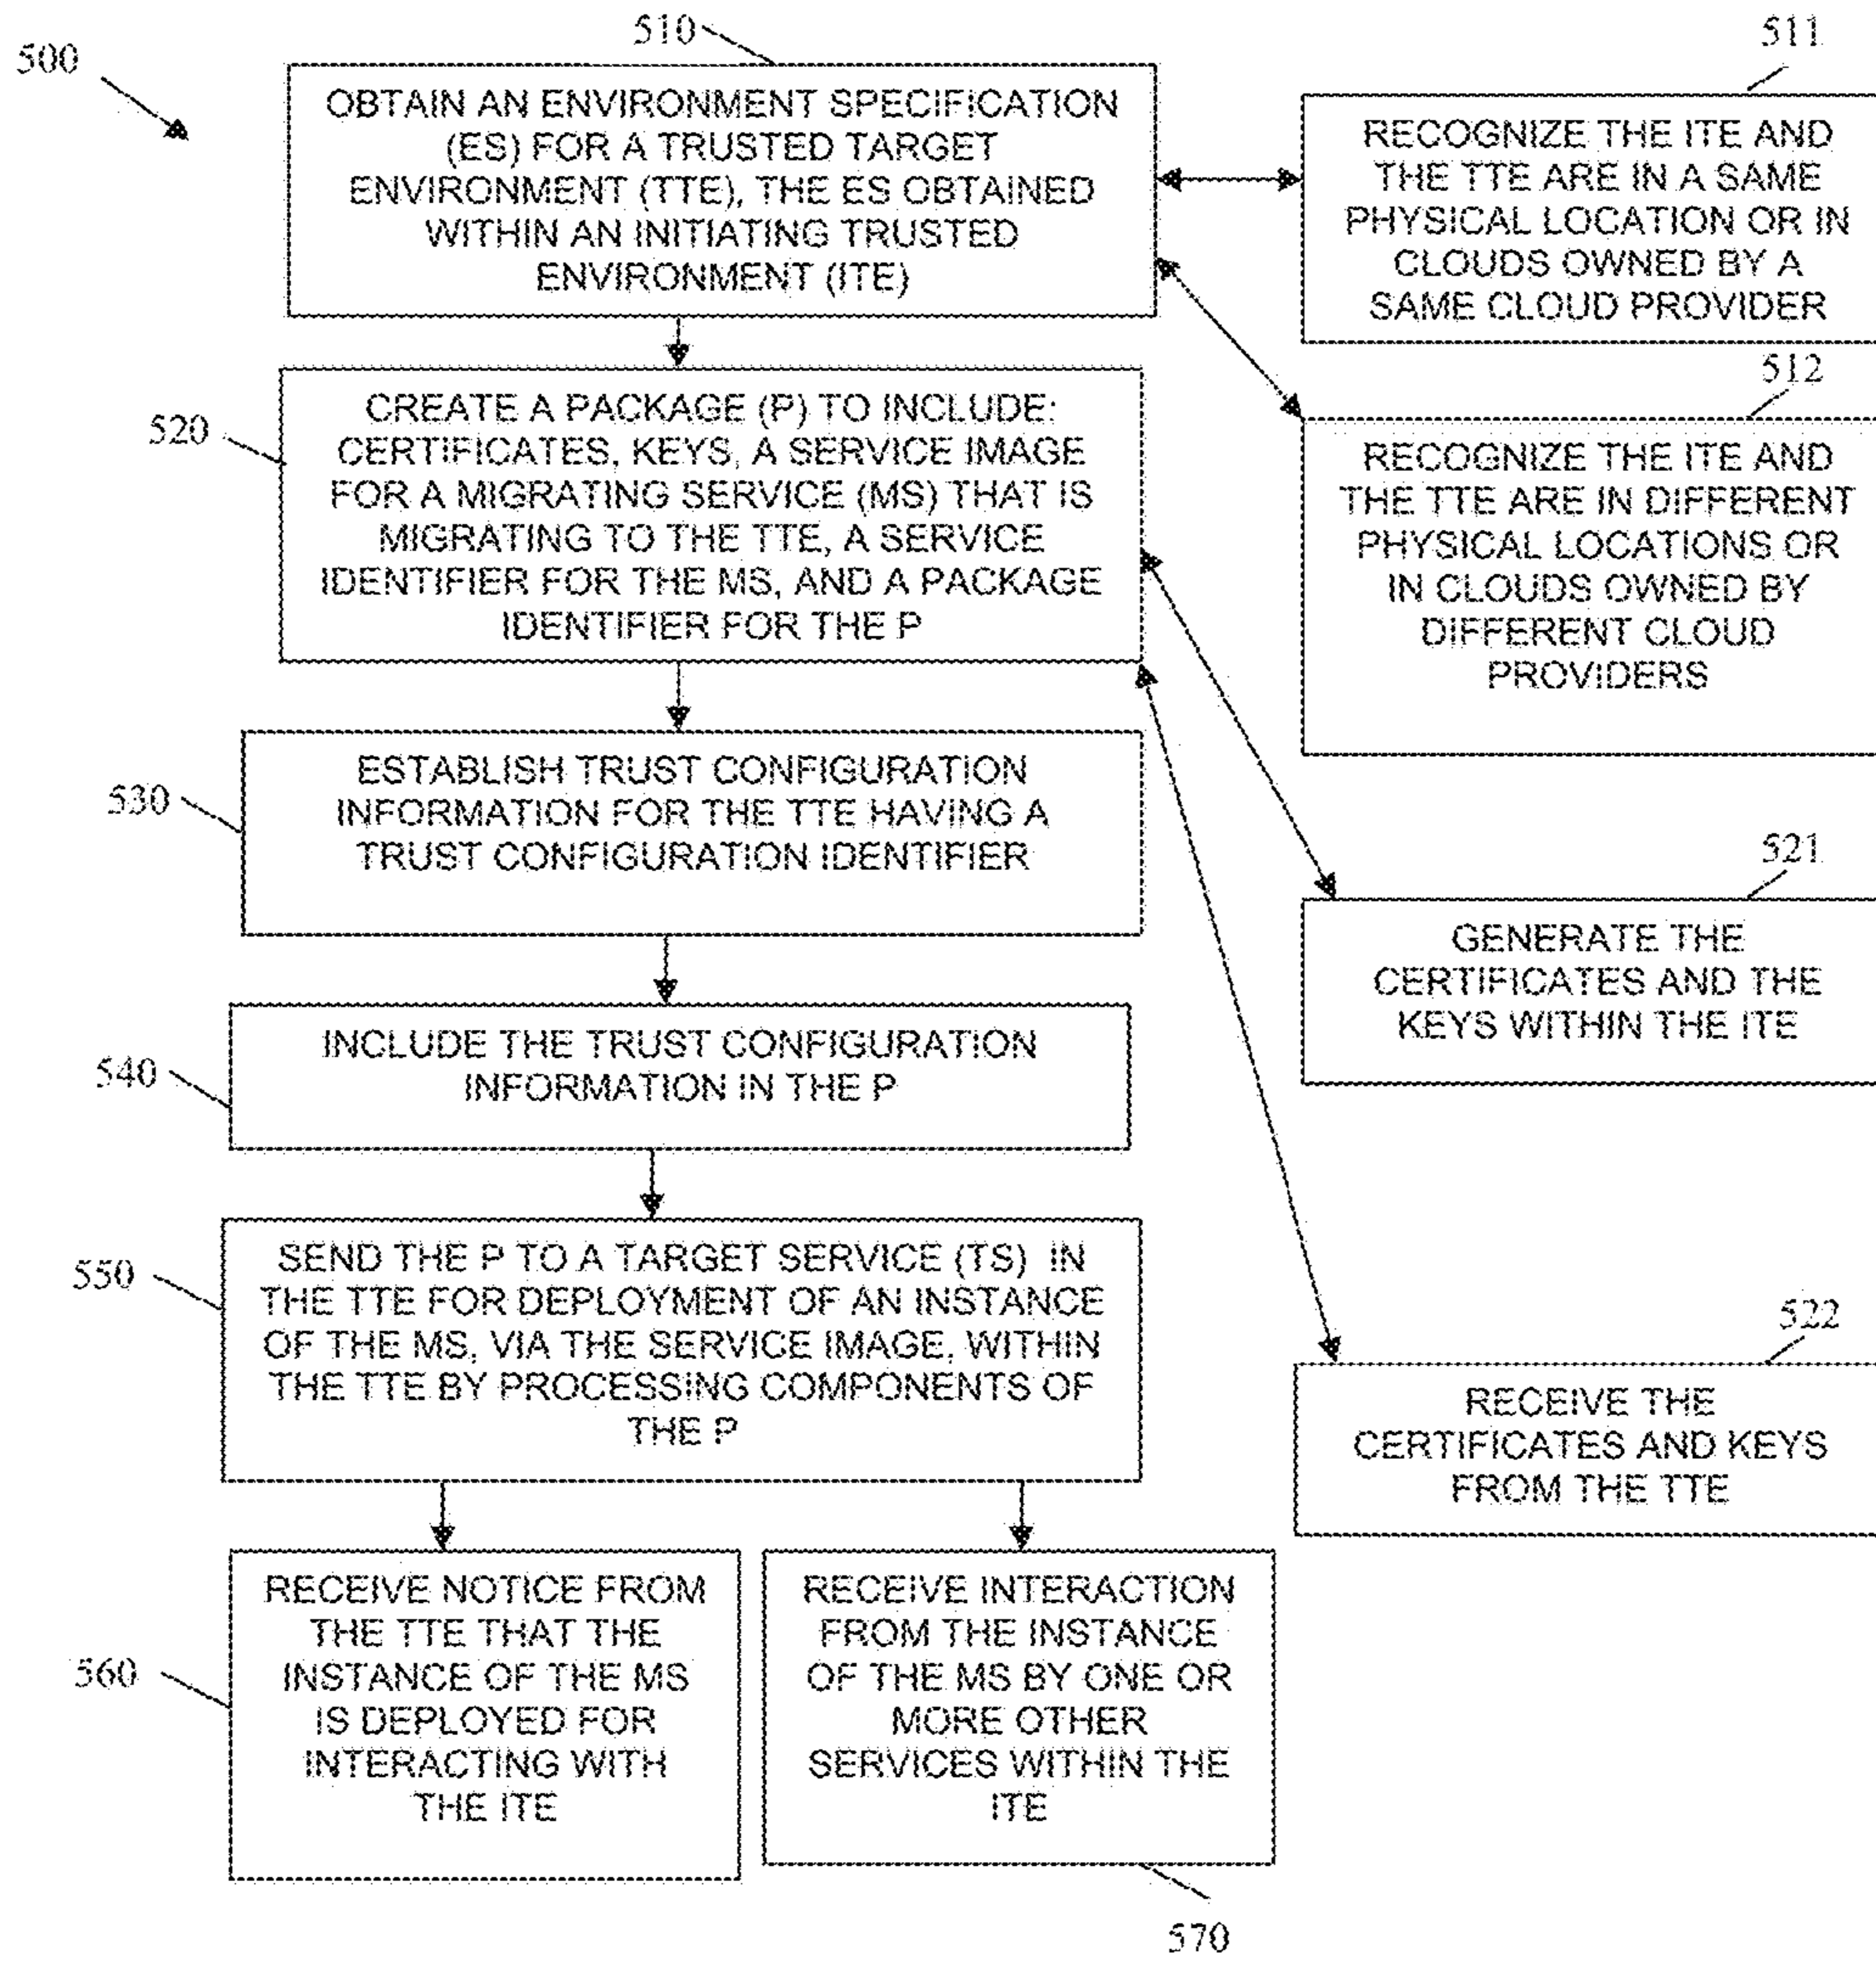 500
510
OBTAIN AN ENVIRONMENT SPECIFICATION
(ES) FOR A TRUSTED TARGET
ENVIRONMENT (TTE), THE ES OBTAINED
WITHIN AN INITIATING TRUSTED
ENVIRONMENT (ITE)
511
RECOGNIZE THE ITE AND
THE TTE ARE IN A SAME
PHYSICAL LOCATION OR IN
CLOUDS OWNED BY A
SAME CLOUD PROVIDER
512
RECOGNIZE THE ITE AND
THE TTE ARE IN DIFFERENT
PHYSICAL LOCATIONS OR
IN CLOUDS OWNED BY
DIFFERENT CLOUD
PROVIDERS
520
CREATE A PACKAGE (P) TO INCLUDE:
CERTIFICATES, KEYS, A SERVICE IMAGE
FOR A MIGRATING SERVICE (MS) THAT IS
MIGRATING TO THE TTE, A SERVICE
IDENTIFIER FOR THE MS, AND A PACKAGE
IDENTIFIER FOR THE P
521
GENERATE THE
CERTIFICATES AND THE
KEYS WITHIN THE ITE
522
RECEIVE THE
CERTIFICATES AND KEYS
FROM THE TTE
530
ESTABLISH TRUST CONFIGURATION
INFORMATION FOR THE TTE HAVING A
TRUST CONFIGURATION IDENTIFIER
540
INCLUDE THE TRUST CONFIGURATION
INFORMATION IN THE P
550
SEND THE P TO A TARGET SERVICE (TS) IN
THE TTE FOR DEPLOYMENT OF AN INSTANCE
OF THE MS, VIA THE SERVICE IMAGE, WITHIN
THE TTE BY PROCESSING COMPONENTS OF
THE P
560
RECEIVE NOTICE FROM
THE TTE THAT THE
INSTANCE OF THE MS
IS DEPLOYED FOR
INTERACTING WITH
THE ITE
RECEIVE INTERACTION
FROM THE INSTANCE
OF THE MS BY ONE OR
MORE OTHER
SERVICES WITHIN THE
ITE
570